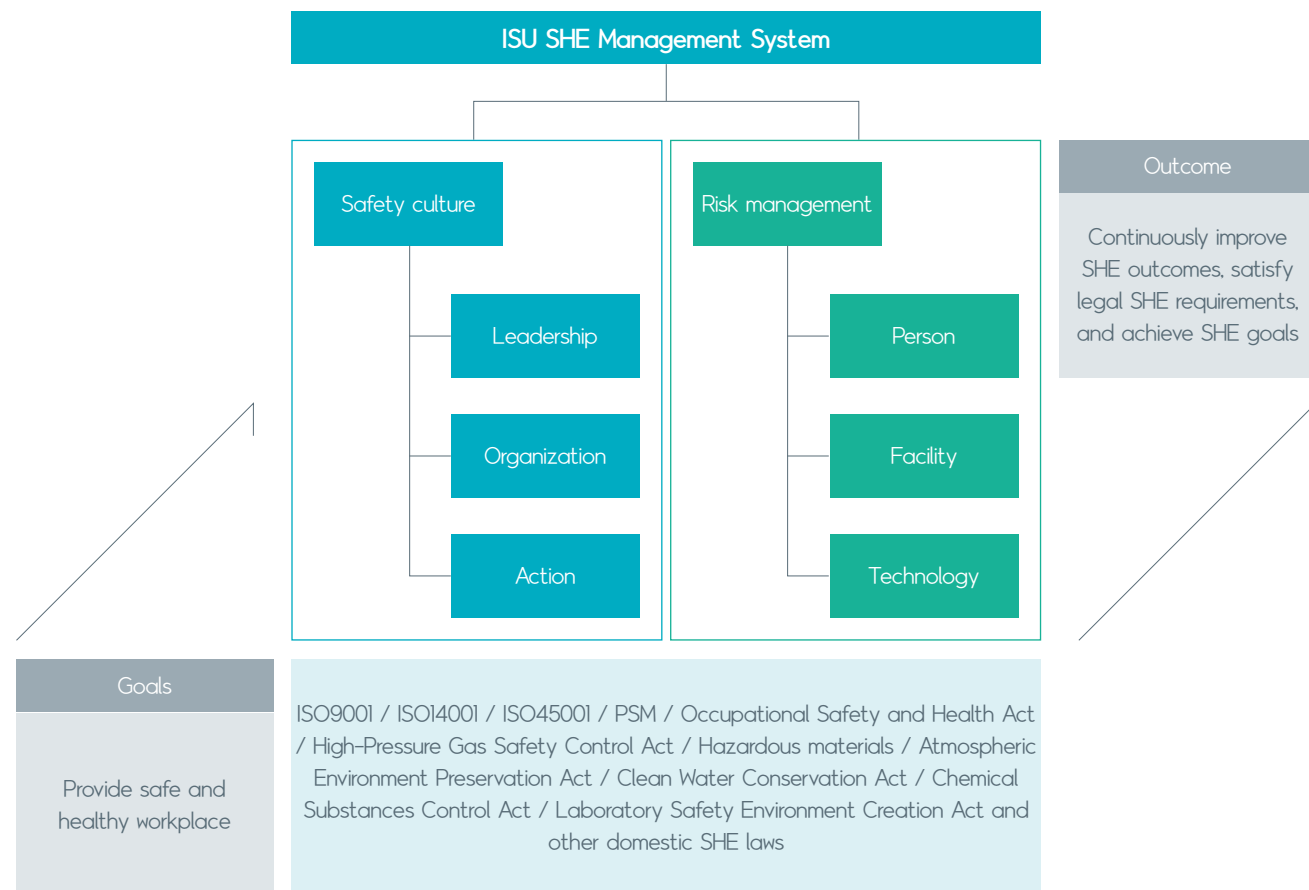 ISU SHE Management System
Safety culture
Leadership
Organization
Action
Risk management
Person
Facility
Technology
Outcome
Continuously improve
SHE outcomes, satisfy
legal SHE requirements,
and achieve SHE goals
Goals
Provide safe and
healthy workplace
ISO9001 / ISO14001 / ISO45001 / PSM / Occupational Safety and Health Act
/ High-Pressure Gas Safety Control Act / Hazardous materials / Atmospheric
Environment Preservation Act / Clean Water Conservation Act / Chemical
Substances Control Act / Laboratory Safety Environment Creation Act and
other domestic SHE laws